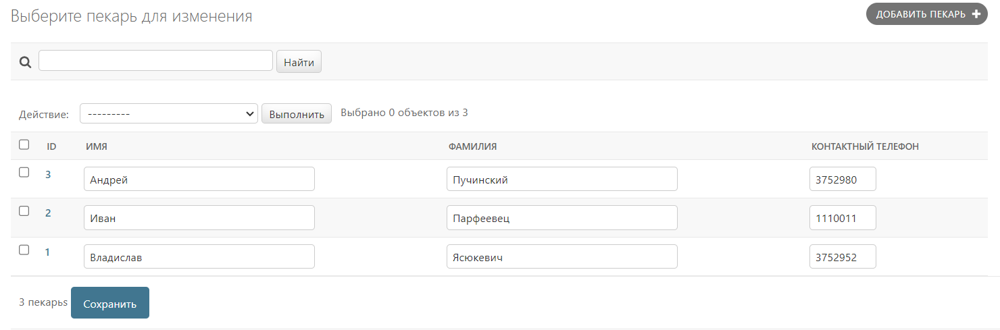 Выберите пекарь для изменения
ДОБАВИТЬ ПЕКАРЬ +
Найти
Действие: --------- Выполнить Выбрано 0 объектов из 3
ID ИМЯ ФАМИЛИЯ КОНТАКТНЫЙ ТЕЛЕФОН
3 Андрей Пучинский 3752980
2 Иван Парфеевец 1110011
1 Владислав Ясюкевич 3752952
3 пекарьs Сохранить